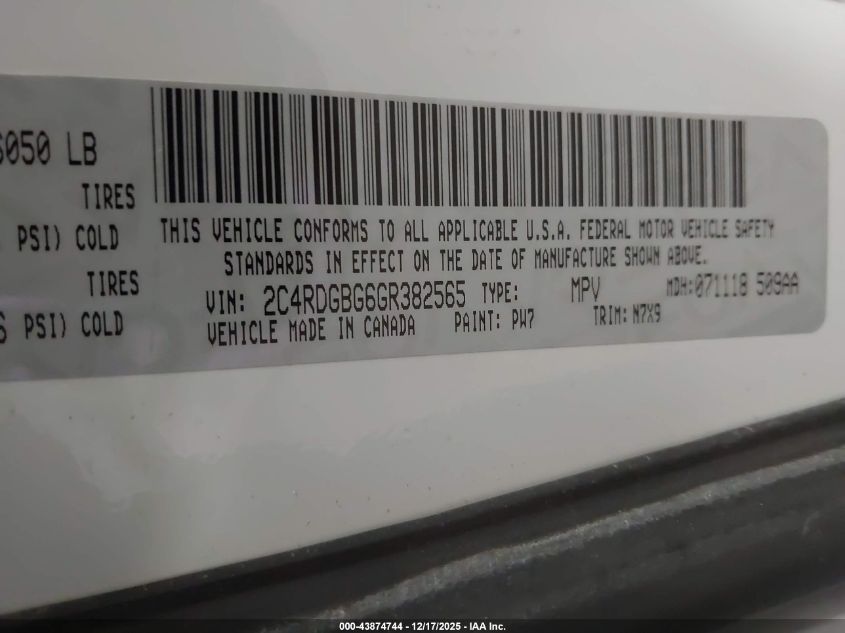 6050 LB
TIRES
PSI) COLD
TIRES
PSI) COLD
THIS VEHICLE CONFORMS TO ALL APPLICABLE U.S.A. FEDERAL MOTOR VEHICLE SAFETY
STANDARDS IN EFFECT ON THE DATE OF MANUFACTURE SHOWN ABOVE.
VIN: 2C4RDGBG6GR382565 TYPE: MPV MDH:071118 509AA
VEHICLE MADE IN CANADA PAINT: PW7 TRIM: N7X9
000-43874744 - 12/17/2025 - IAA Inc.